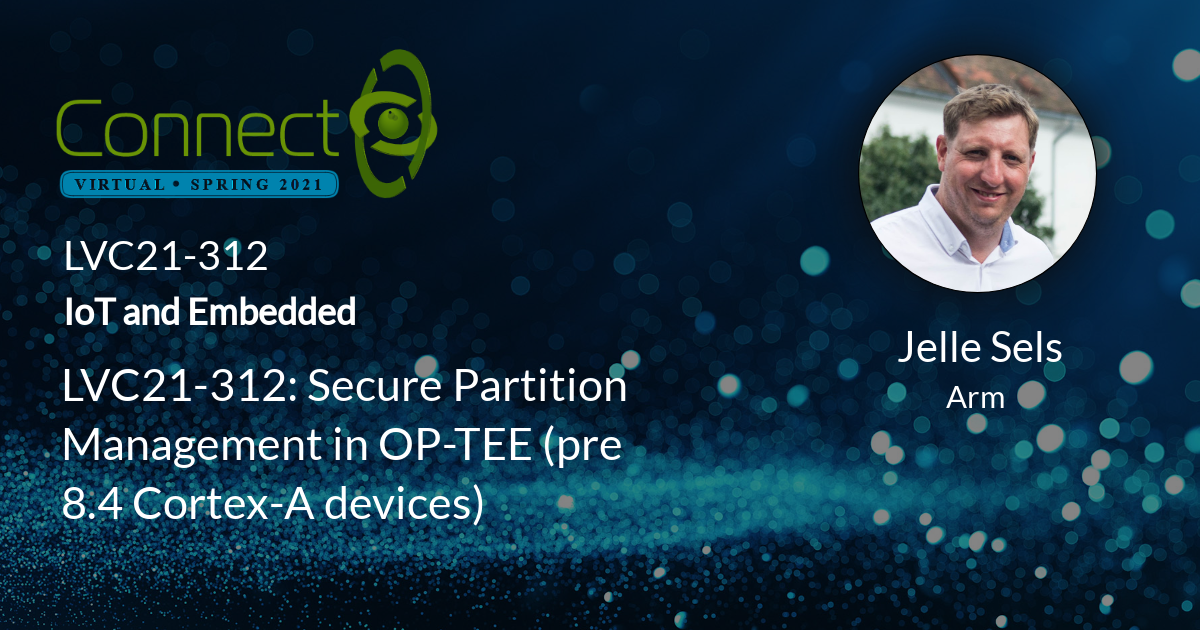 Connect
VIRTUAL • SPRING 2021
LVC21-312
IoT and Embedded
LVC21-312: Secure Partition
Management in OP-TEE (pre
8.4 Cortex-A devices)
Jelle Sels
Arm